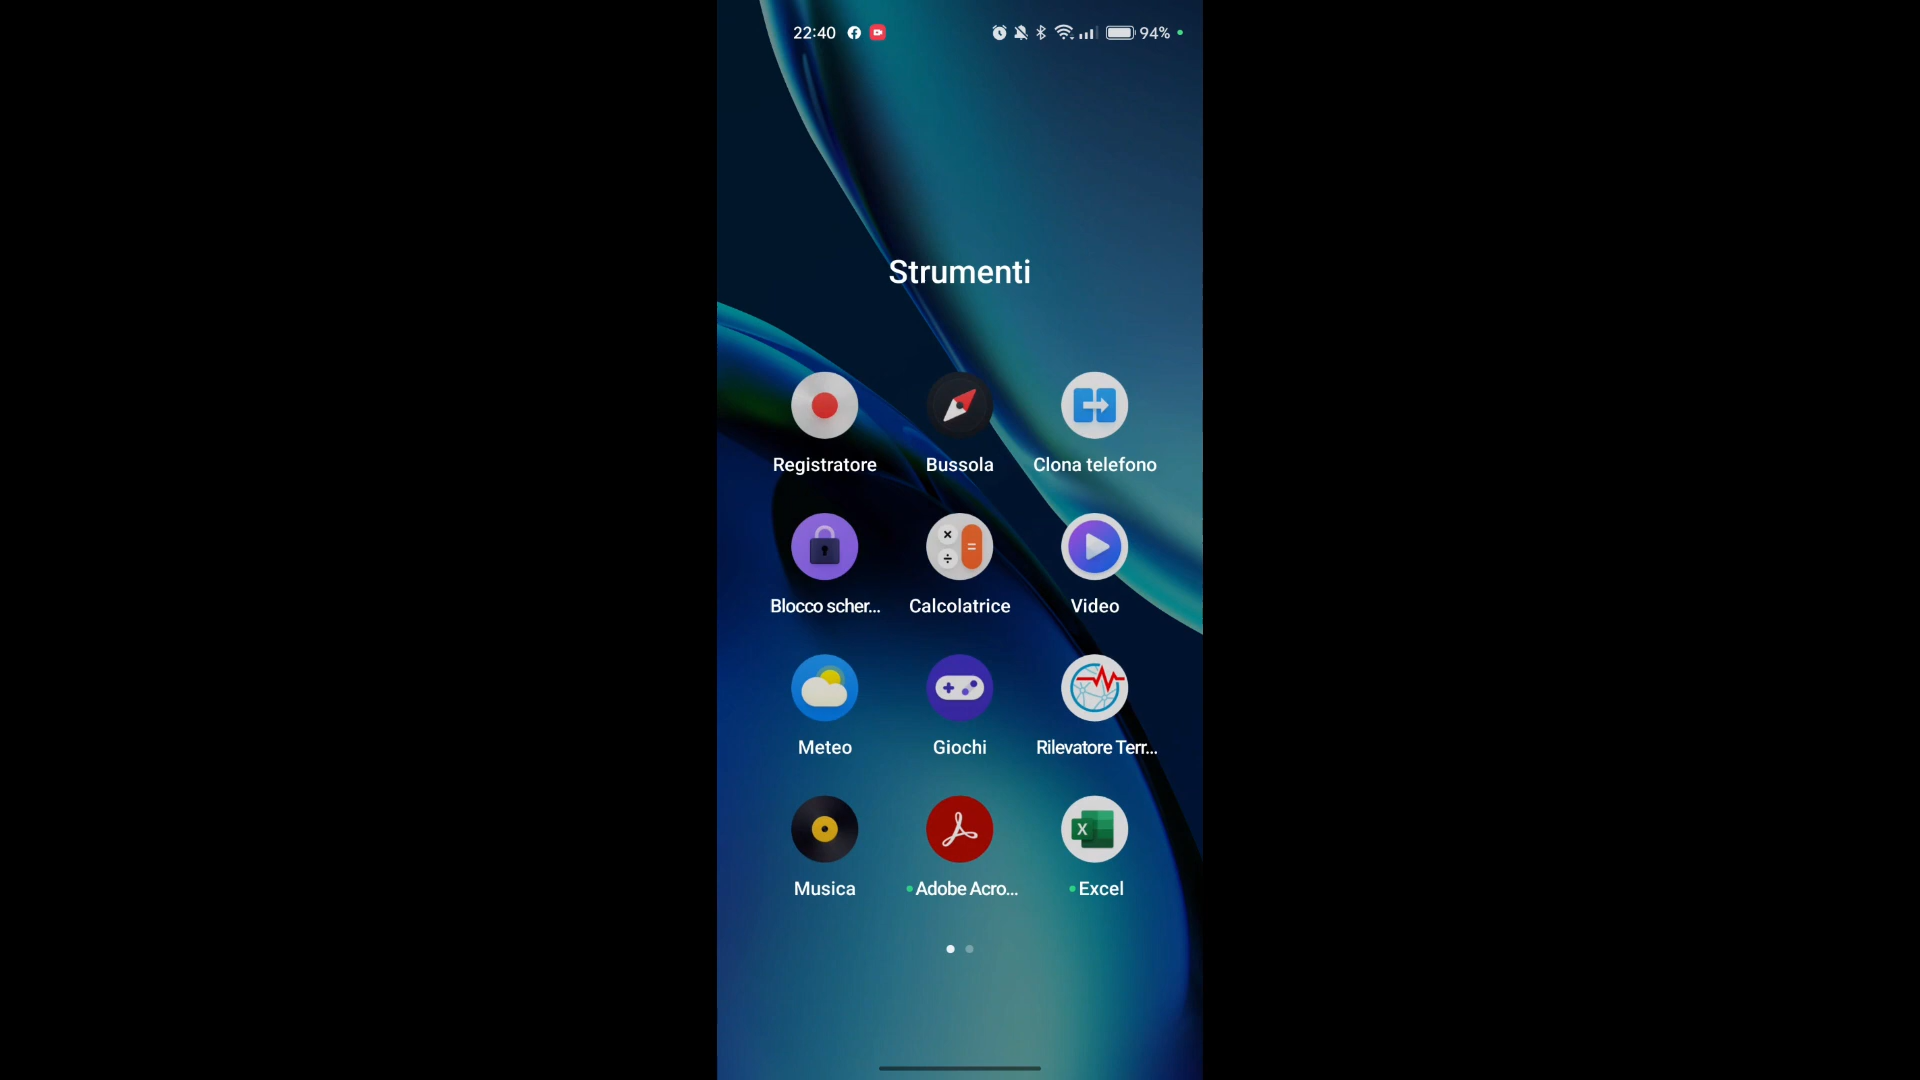 22:40 94%
Strumenti
Registratore Bussola Clona telefono
Blocco scher... Calcolatrice Video
Meteo Giochi Rilevatore Terr...
Musica Adobe Acro... Excel